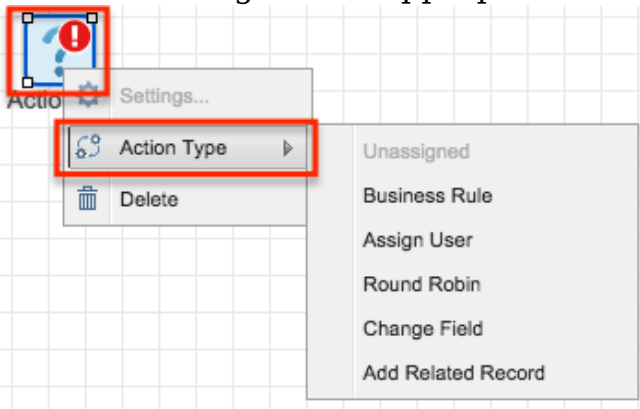 Actio
Settings...
Action Type
Unassigned
Delete
Business Rule
Assign User
Round Robin
Change Field
Add Related Record